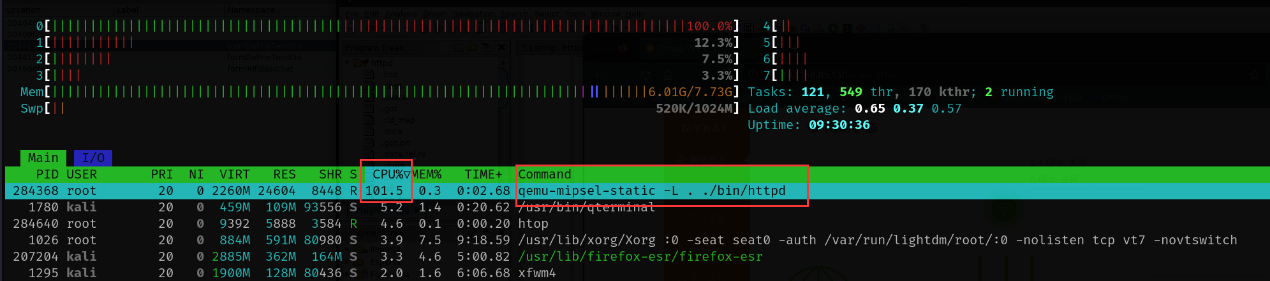 0[ 100.0%] 4[
1[ 12.3%] 5[
2[ 7.5%] 6[
3[ 3.3%] 7[
Mem[ 6.01G/7.73G] Tasks: 121, 549 thr, 170 kthr; 2 running
Swp[ 520K/1024M] Load average: 0.65 0.37 0.57
Uptime: 09:30:36
Main I/O
PID USER PRI NI VIRT RES SHR S CPU%▽MEM% TIME+ Command
284368 root 20 0 2260M 24604 8448 R 101.5 0.3 0:02.68 qemu-mipsel-static -L . ./bin/httpd
1780 kali 20 0 459M 109M 93556 S 5.2 1.4 0:20.62 /usr/bin/qterminal
284640 root 20 0 9392 5888 3584 R 4.6 0.1 0:00.20 htop
1026 root 20 0 884M 591M 80980 S 3.9 7.5 9:18.59 /usr/lib/xorg/Xorg :0 -seat seat0 -auth /var/run/lightdm/root/:0 -nolisten tcp vt7 -novtswitch
207204 kali 20 0 2885M 362M 164M S 3.3 4.6 5:00.82 /usr/lib/firefox-esr/firefox-esr
1295 kali 20 0 1900M 128M 80436 S 2.0 1.6 6:06.68 xfwm4